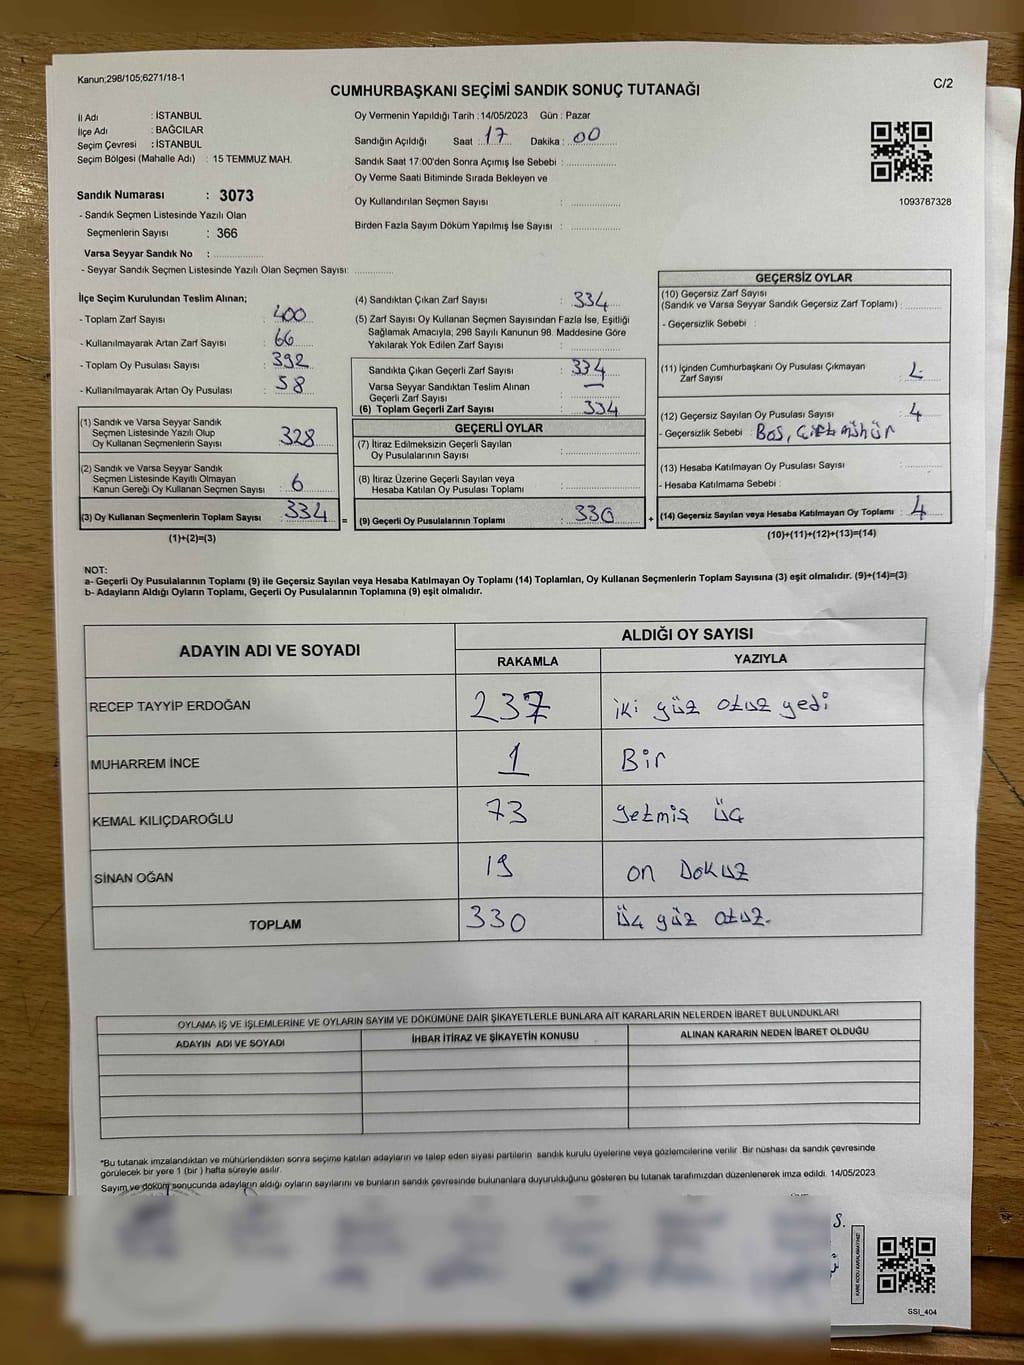 Kanun;298/105;6271/18-1
CUMHURBAŞKANI SEÇİMİ SANDIK SONUÇ TUTANAĞI
C/2
İl Adı : İSTANBUL
İlçe Adı : BAĞCILAR
Seçim Çevresi : İSTANBUL
Seçim Bölgesi (Mahalle Adı) : 15 TEMMUZ MAH.
Sandık Numarası : 3073
- Sandık Seçmen Listesinde Yazılı Olan
Seçmenlerin Sayısı : 366
Varsa Seyyar Sandık No :
- Seyyar Sandık Seçmen Listesinde Yazılı Olan Seçmen Sayısı:
Oy Vermenin Yapıldığı Tarih : 14/05/2023 Gün : Pazar
Sandığın Açıldığı Saat : 17 Dakika : 00
Sandık Saat 17:00'den Sonra Açımış İse Sebebi :
Oy Verme Saati Bitiminde Sırada Bekleyen ve
Oy Kullandırılan Seçmen Sayısı :
Birden Fazla Sayım Döküm Yapılmış İse Sayısı :
1093787328
İlçe Seçim Kurulundan Teslim Alınan;
- Toplam Zarf Sayısı : 400
- Kullanılmayarak Artan Zarf Sayısı : 66
- Toplam Oy Pusulası Sayısı : 392
- Kullanılmayarak Artan Oy Pusulası : 58
(1) Sandık ve Varsa Seyyar Sandık
Seçmen Listesinde Yazılı Olup
Oy Kullanan Seçmenlerin Sayısı : 328
(2) Sandık ve Varsa Seyyar Sandık
Seçmen Listesinde Kayıtlı Olmayan
Kanun Gereği Oy Kullanan Seçmen Sayısı : 6
(3) Oy Kullanan Seçmenlerin Toplam Sayısı : 334 =
(1)+(2)=(3)
(4) Sandıktan Çıkan Zarf Sayısı : 334
(5) Zarf Sayısı Oy Kullanan Seçmen Sayısından Fazla İse, Eşitliği
Sağlamak Amacıyla, 298 Sayılı Kanunun 98. Maddesine Göre
Yakılarak Yok Edilen Zarf Sayısı :
Sandıkta Çıkan Geçerli Zarf Sayısı : 334
Varsa Seyyar Sandıktan Teslim Alınan
Geçerli Zarf Sayısı : —
(6) Toplam Geçerli Zarf Sayısı : 334
GEÇERLİ OYLAR
(7) İtiraz Edilmeksizin Geçerli Sayılan
Oy Pusulalarının Sayısı :
(8) İtiraz Üzerine Geçerli Sayılan veya
Hesaba Katılan Oy Pusulası Toplamı :
(9) Geçerli Oy Pusulalarının Toplamı : 330 +
GEÇERSİZ OYLAR
(10) Geçersiz Zarf Sayısı
(Sandık ve Varsa Seyyar Sandık Geçersiz Zarf Toplamı) :
- Geçersizlik Sebebi :
(11) İçinden Cumhurbaşkanı Oy Pusulası Çıkmayan
Zarf Sayısı :
(12) Geçersiz Sayılan Oy Pusulası Sayısı : 4
- Geçersizlik Sebebi : Boş, Çift mühür
(13) Hesaba Katılmayan Oy Pusulası Sayısı :
- Hesaba Katılmama Sebebi :
(14) Geçersiz Sayılan veya Hesaba Katılmayan Oy Toplamı : 4
(10)+(11)+(12)+(13)=(14)
NOT:
a- Geçerli Oy Pusulalarının Toplamı (9) ile Geçersiz Sayılan veya Hesaba Katılmayan Oy Toplamı (14) Toplamları, Oy Kullanan Seçmenlerin Toplam Sayısına (3) eşit olmalıdır. (9)+(14)=(3)
b- Adayların Aldığı Oyların Toplamı, Geçerli Oy Pusulalarının Toplamına (9) eşit olmalıdır.
ADAYIN ADI VE SOYADI ALDIĞI OY SAYISI
RAKAMLA YAZIYLA
RECEP TAYYİP ERDOĞAN 237 iki yüz otuz yedi
MUHARREM İNCE 1 Bir
KEMAL KILIÇDAROĞLU 73 yetmiş üç
SİNAN OĞAN 19 on Dokuz
TOPLAM 330 üç yüz otuz.
OYLAMA İŞ VE İŞLEMLERİNE VE OYLARIN SAYIM VE DÖKÜMÜNE DAİR ŞİKAYETLERLE BUNLARA AİT KARARLARIN NELERDEN İBARET BULUNDUKLARI
ADAYIN ADI VE SOYADI İHBAR İTİRAZ VE ŞİKAYETİN KONUSU ALINAN KARARIN NEDEN İBARET OLDUĞU
*Bu tutanak imzalandıktan ve mühürlendikten sonra seçime katılan adayların ve talep eden siyasi partilerin sandık kurulu üyelerine veya gözlemcilerine verilir. Bir nüshası da sandık çevresinde
görülecek bir yere 1 (bir) hafta süreyle asılır.
Sayım ve döküm sonucunda adayların aldığı oyların sayılarını ve bunların sandık çevresinde bulunanlara duyurulduğunu gösteren bu tutanak tarafımızdan düzenlenerek imza edildi. 14/05/2023
S.
KARE KODU KARALAMAYINIZ!
SSI_404